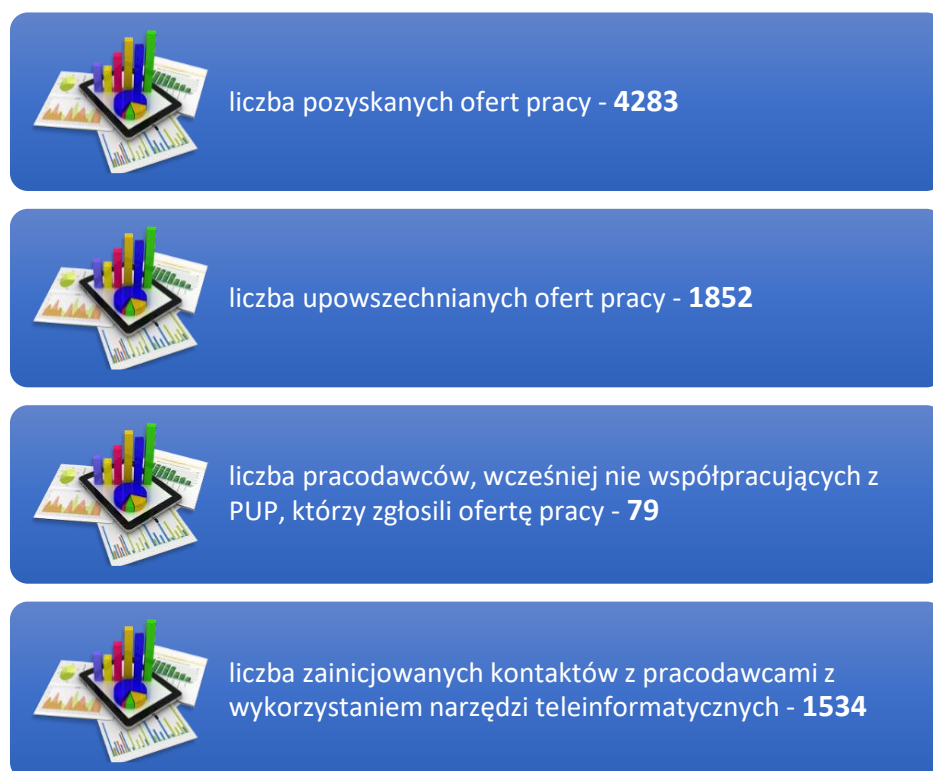 liczba pozyskanych ofert pracy - 4283
liczba upowszechnianych ofert pracy - 1852
liczba pracodawców, wcześniej nie współpracujących z
PUP, którzy zgłosili ofertę pracy - 79
liczba zainicjowanych kontaktów z pracodawcami z
wykorzystaniem narzędzi teleinformatycznych - 1534